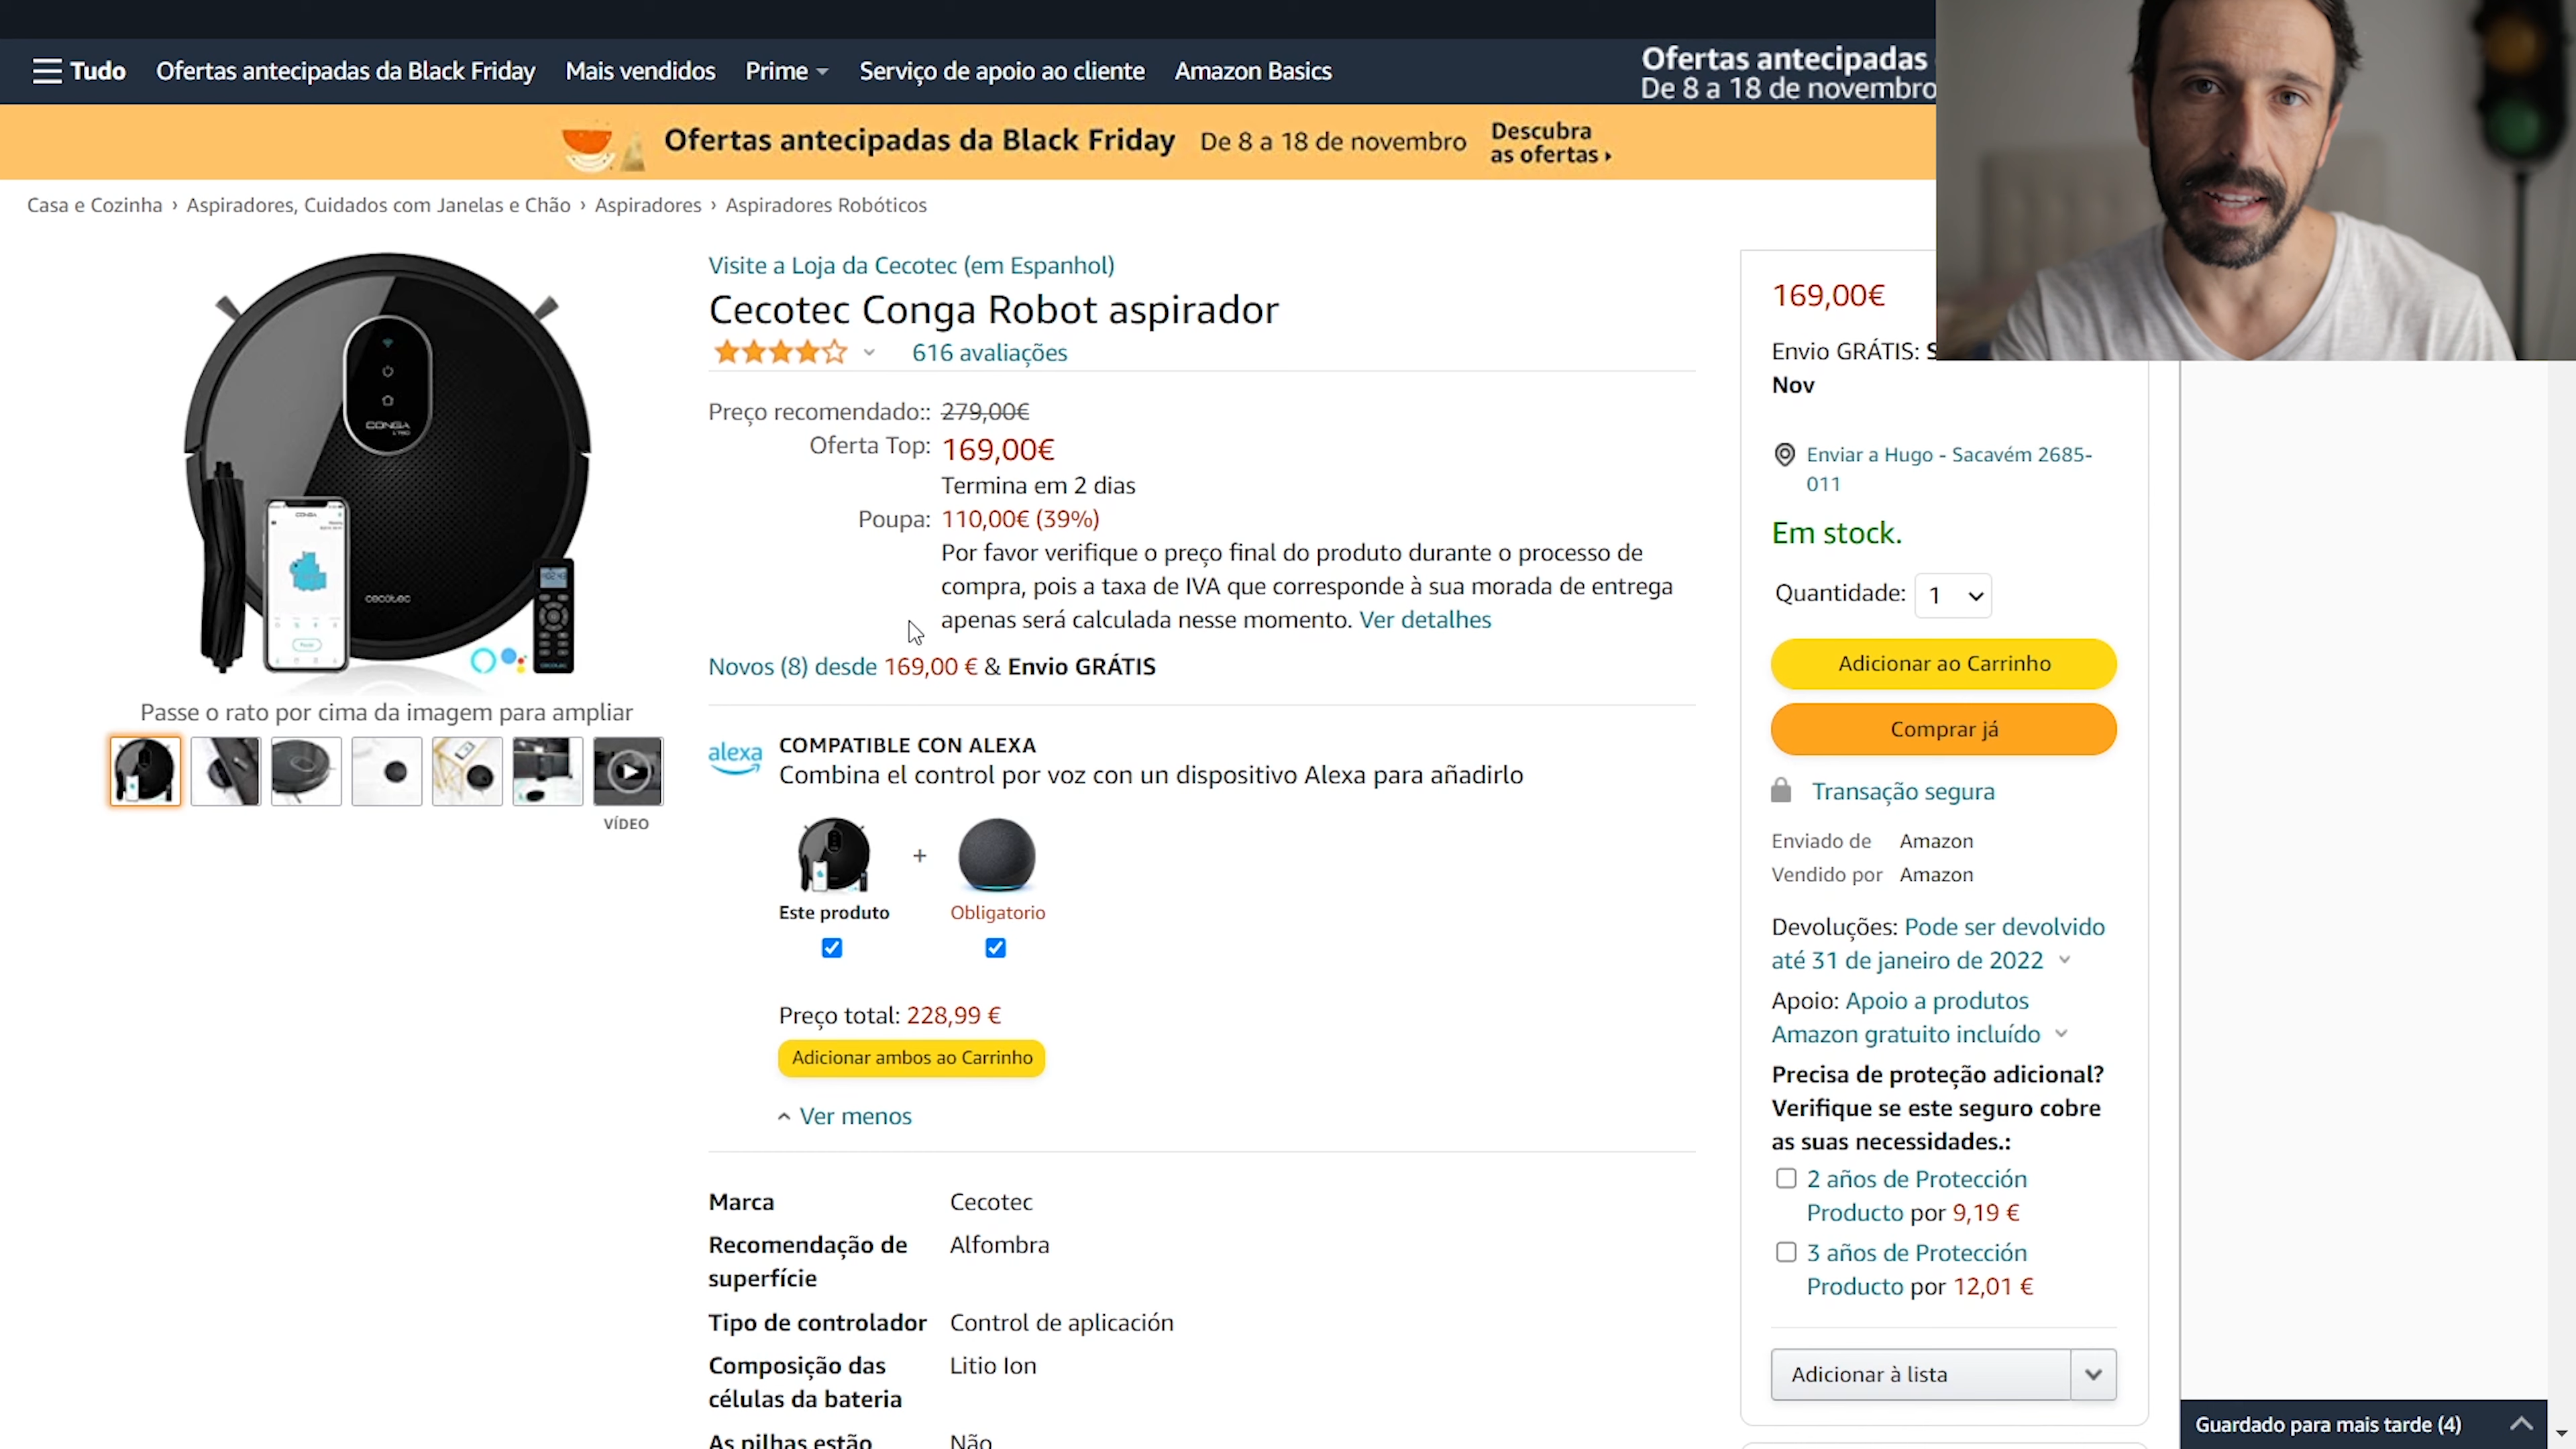 Tudo
Ofertas antecipadas da Black Friday
Mais vendidos
Prime
Serviço de apoio ao cliente
Amazon Basics
Ofertas antecipadas
De 8 a 18 de novembro
Ofertas antecipadas da Black Friday
De 8 a 18 de novembro
Descubra
as ofertas
Casa e Cozinha › Aspiradores, Cuidados com Janelas e Chão › Aspiradores › Aspiradores Robóticos
CONGA
cecotec
Passe o rato por cima da imagem para ampliar
VÍDEO
Visite a Loja da Cecotec (em Espanhol)
Cecotec Conga Robot aspirador
616 avaliações
Preço recomendado:: 279,00€
Oferta Top: 169,00€
Termina em 2 dias
Poupa: 110,00€ (39%)
Por favor verifique o preço final do produto durante o processo de
compra, pois a taxa de IVA que corresponde à sua morada de entrega
apenas será calculada nesse momento. Ver detalhes
Novos (8) desde 169,00 € & Envio GRÁTIS
alexa
COMPATIBLE CON ALEXA
Combina el control por voz con un dispositivo Alexa para añadirlo
+
Este produto
Obligatorio
Preço total: 228,99 €
Adicionar ambos ao Carrinho
Ver menos
Marca Cecotec
Recomendação de Alfombra
superfície
Tipo de controlador Control de aplicación
Composição das Litio Ion
células da bateria
As pilhas estão Não
169,00€
Envio GRÁTIS:
Nov
Enviar a Hugo - Sacavém 2685-
011
Em stock.
Quantidade: 1
Adicionar ao Carrinho
Comprar já
Transação segura
Enviado de Amazon
Vendido por Amazon
Devoluções: Pode ser devolvido
até 31 de janeiro de 2022
Apoio: Apoio a produtos
Amazon gratuito incluído
Precisa de proteção adicional?
Verifique se este seguro cobre
as suas necessidades.:
2 años de Protección
Producto por 9,19 €
3 años de Protección
Producto por 12,01 €
Adicionar à lista
Guardado para mais tarde (4)